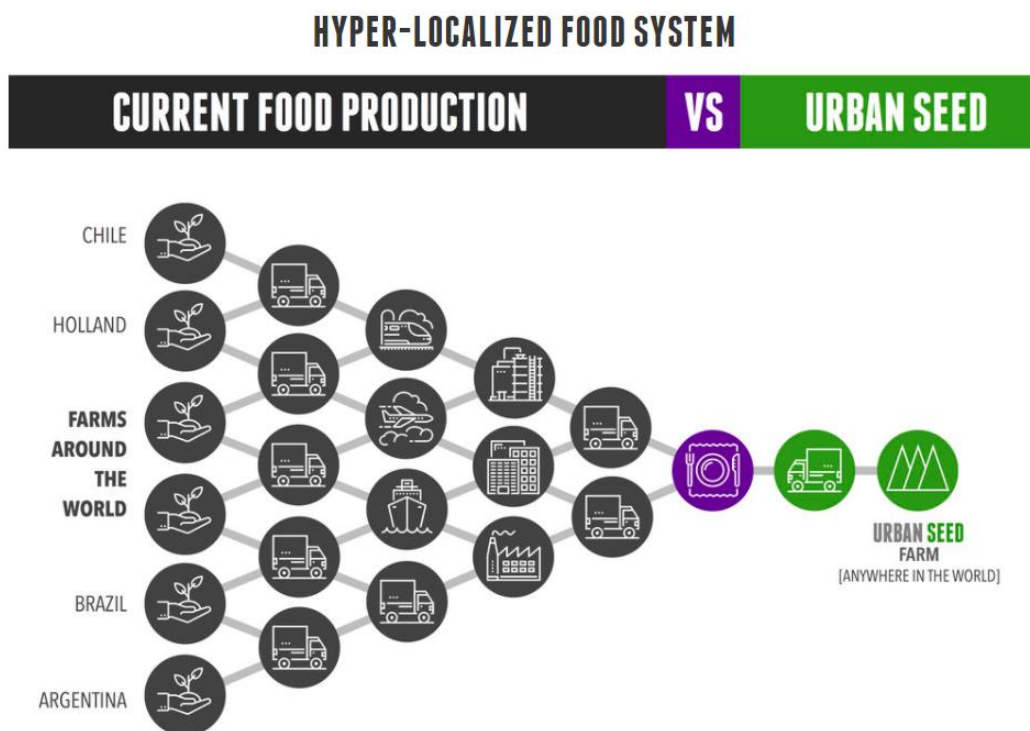 HYPER-LOCALIZED FOOD SYSTEM
CURRENT FOOD PRODUCTION VS URBAN SEED
CHILE
HOLLAND
FARMS
AROUND
THE
WORLD
BRAZIL
ARGENTINA
URBAN SEED
FARM
[ANYWHERE IN THE WORLD]